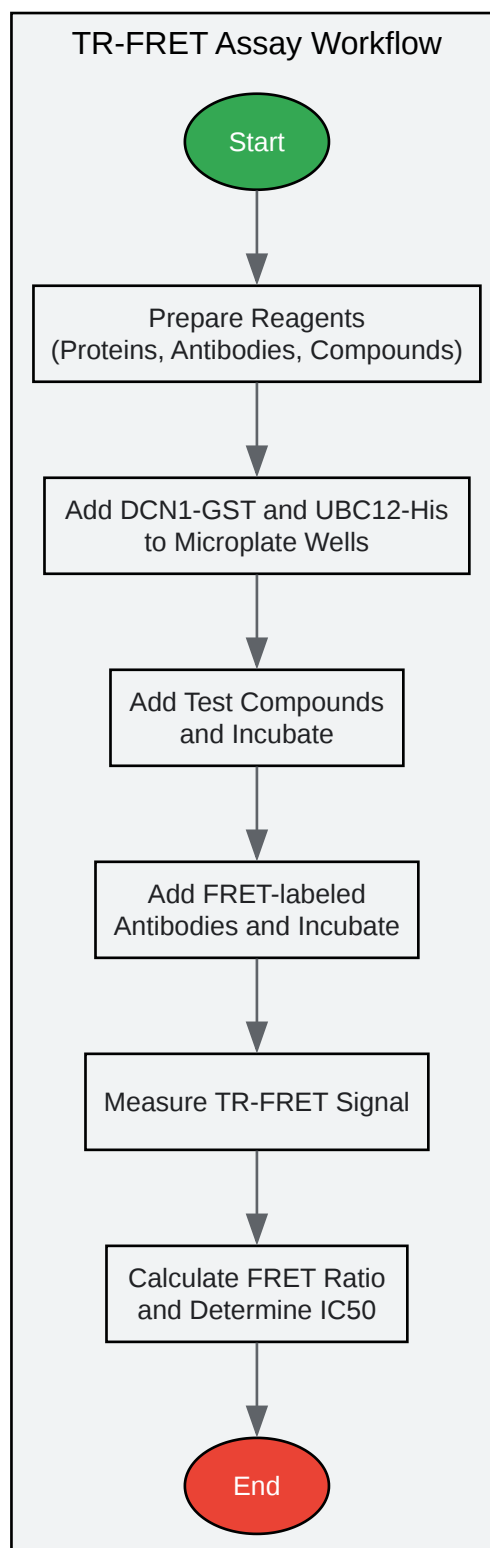 TR-FRET Assay Workflow
Start
Prepare Reagents
(Proteins, Antibodies, Compounds)
Add DCN1-GST and UBC12-His
to Microplate Wells
Add Test Compounds
and Incubate
Add FRET-labeled
Antibodies and Incubate
Measure TR-FRET Signal
Calculate FRET Ratio
and Determine IC50
End